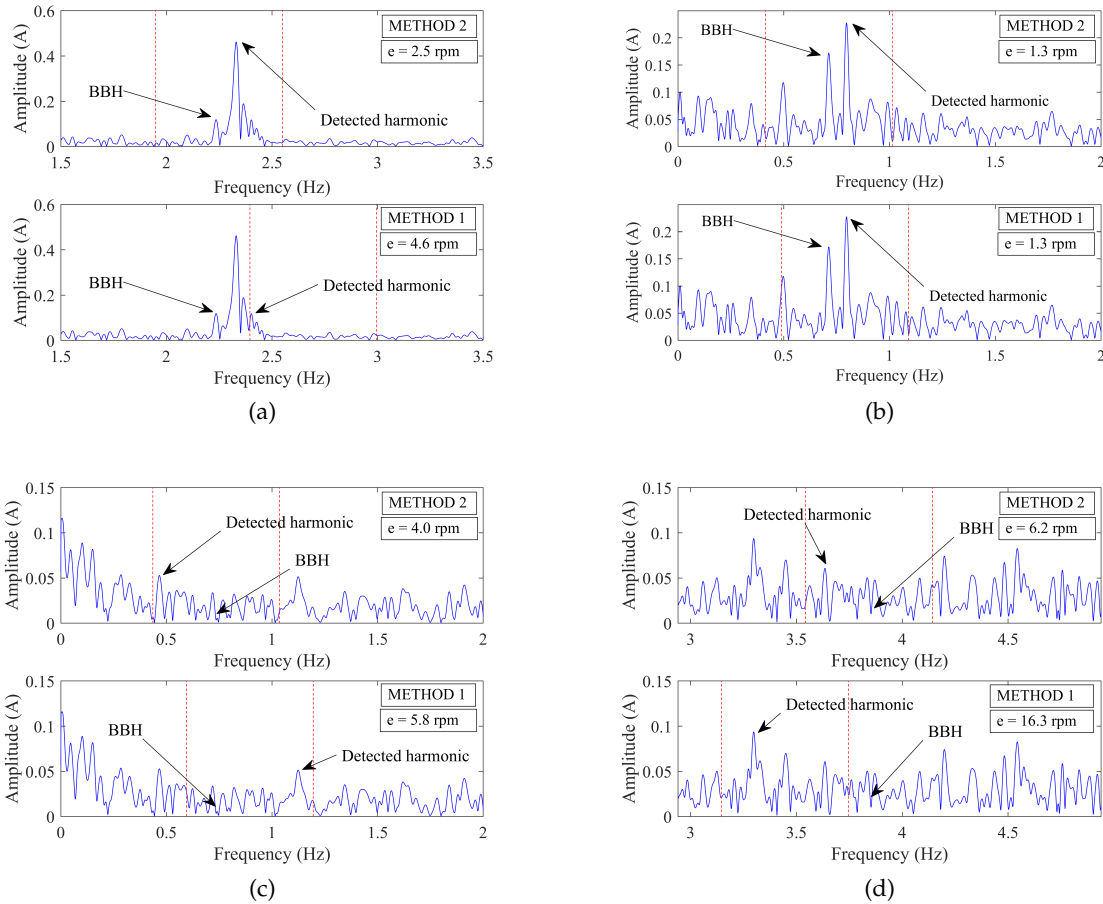 METHOD 2
e = 2.5 rpm
BBH
Detected harmonic
Amplitude (A)
0.6
0.4
0.2
0
1.5
2
2.5
3
3.5
Frequency (Hz)
METHOD 1
e = 4.6 rpm
BBH
Detected harmonic
Amplitude (A)
0.6
0.4
0.2
0
1.5
2
2.5
3
3.5
Frequency (Hz)
(a)
METHOD 2
e = 1.3 rpm
BBH
Detected harmonic
Amplitude (A)
0.2
0.15
0.1
0.05
0
0
0.5
1
1.5
2
Frequency (Hz)
METHOD 1
e = 1.3 rpm
BBH
Detected harmonic
Amplitude (A)
0.2
0.15
0.1
0.05
0
0
0.5
1
1.5
2
Frequency (Hz)
(b)
METHOD 2
e = 4.0 rpm
Detected harmonic
BBH
Amplitude (A)
0.15
0.1
0.05
0
0
0.5
1
1.5
2
Frequency (Hz)
METHOD 1
e = 5.8 rpm
BBH
Detected harmonic
Amplitude (A)
0.15
0.1
0.05
0
0
0.5
1
1.5
2
Frequency (Hz)
(c)
METHOD 2
e = 6.2 rpm
Detected harmonic
BBH
Amplitude (A)
0.15
0.1
0.05
0
3
3.5
4
4.5
Frequency (Hz)
METHOD 1
e = 16.3 rpm
Detected harmonic
BBH
Amplitude (A)
0.15
0.1
0.05
0
3
3.5
4
4.5
Frequency (Hz)
(d)